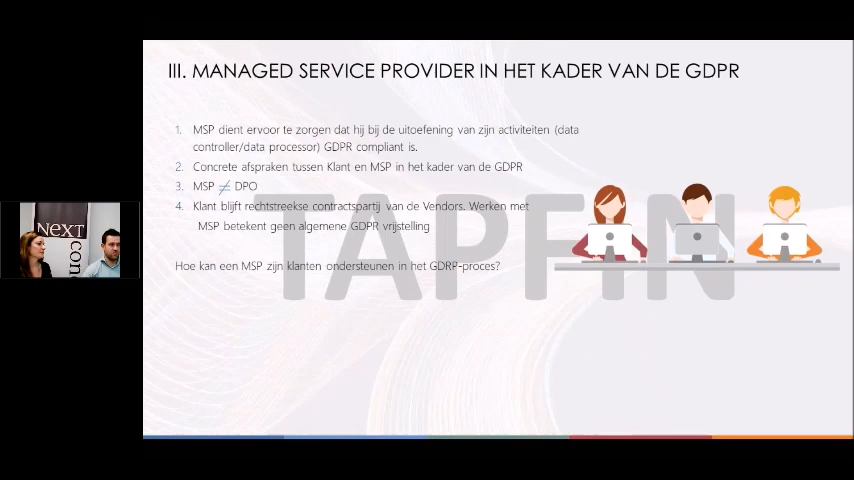 III. MANAGED SERVICE PROVIDER IN HET KADER VAN DE GDPR
1. MSP dient ervoor te zorgen dat hij bij de uitoefening van zijn activiteiten (data
controller/data processor) GDPR compliant is.
2. Concrete afspraken tussen Klant en MSP in het kader van de GDPR
3. MSP ≠ DPO
4. Klant blijft rechtstreekse contractspartij van de Vendors. Werken met
MSP betekent geen algemene GDPR vrijstelling
Hoe kan een MSP zijn klanten ondersteunen in het GDRP-proces?
TAPFIN
NEXT
con